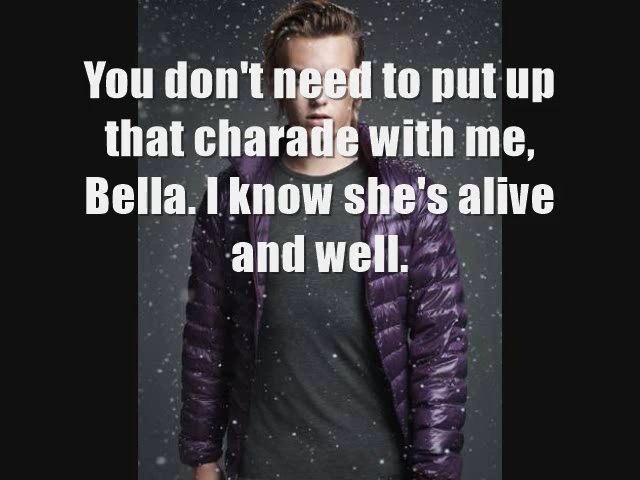 You don't need to put up
that charade with me,
Bella. I know she's alive
and well.